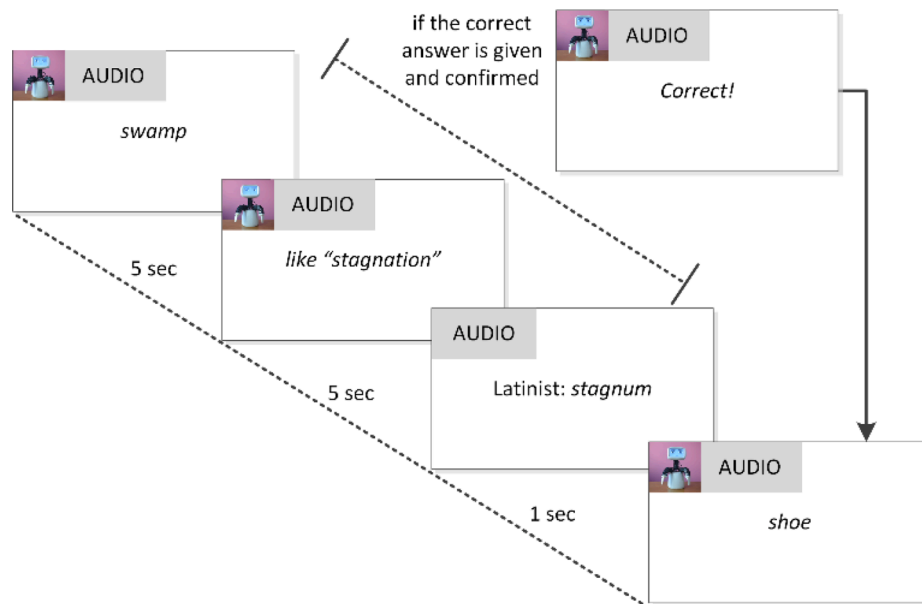 if the correct
answer is given
and confirmed
AUDIO
Correct!
AUDIO
swamp
AUDIO
like “stagnation”
5 sec
AUDIO
Latinist: stagnum
5 sec
AUDIO
shoe
1 sec